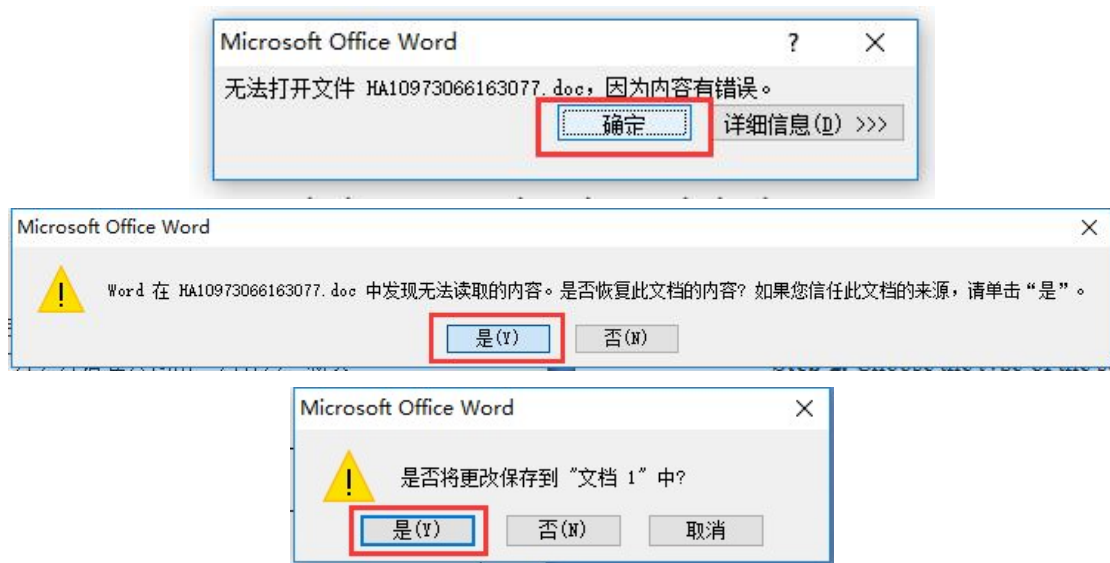 Microsoft Office Word ? ×
无法打开文件 HA10973066163077.doc，因为内容有错误。
确定 详细信息(D) >>>
Microsoft Office Word ×
Word 在 HA10973066163077.doc 中发现无法读取的内容。是否恢复此文档的内容? 如果您信任此文档的来源，请单击“是”。
是(Y) 否(N)
Microsoft Office Word ×
是否将更改保存到 "文档 1" 中?
是(Y) 否(N) 取消